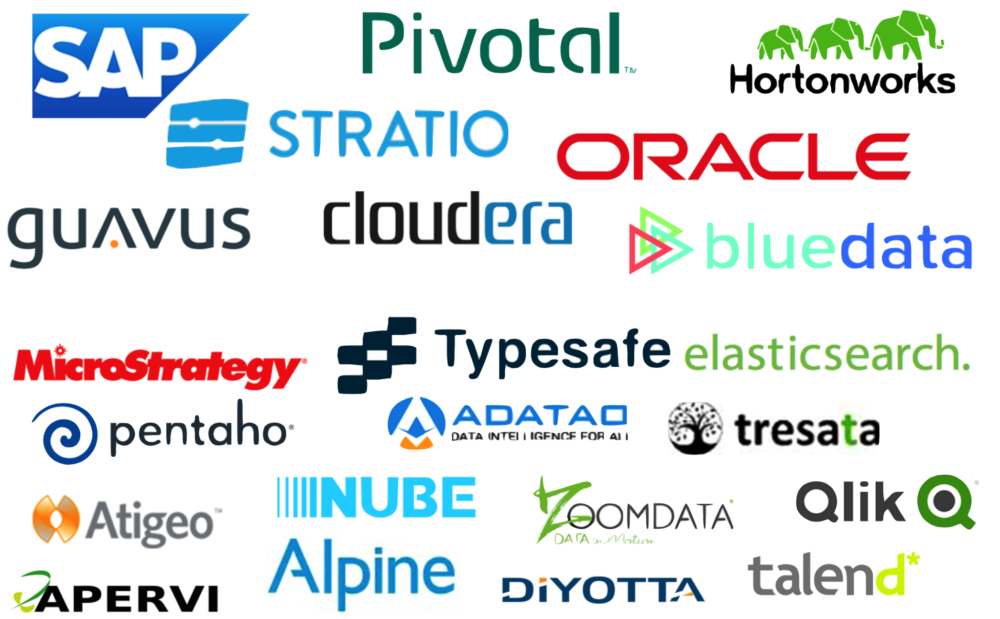 SAP
Pivotal™
Hortonworks
STRATIO
ORACLE
guavus
cloudera
bluedata
MicroStrategy®
Typesafe
elasticsearch.
pentaho®
ADATAO
DATA INTELLIGENCE FOR ALL
tresata
Atigeo™
NUBE
ZOOMDATA®
DATA in Motion
Qlik Q®
APERVI
Alpine
DiYOTTA
talend*